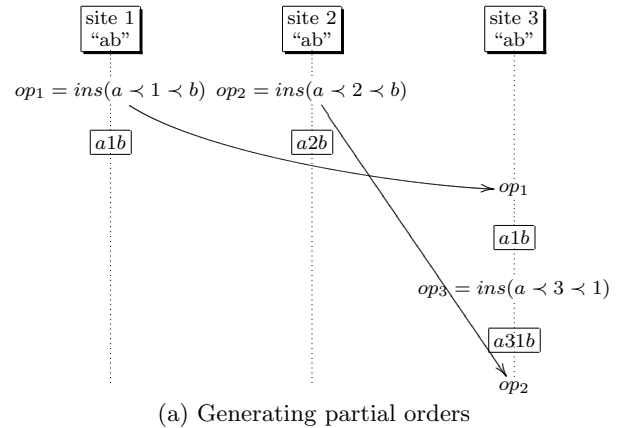 site 1 site 2 site 3
“ab” “ab” “ab”
op₁ = ins(a ≺ 1 ≺ b) op₂ = ins(a ≺ 2 ≺ b)
a1b a2b
op₁
a1b
op₃ = ins(a ≺ 3 ≺ 1)
a31b
op₂
(a) Generating partial orders